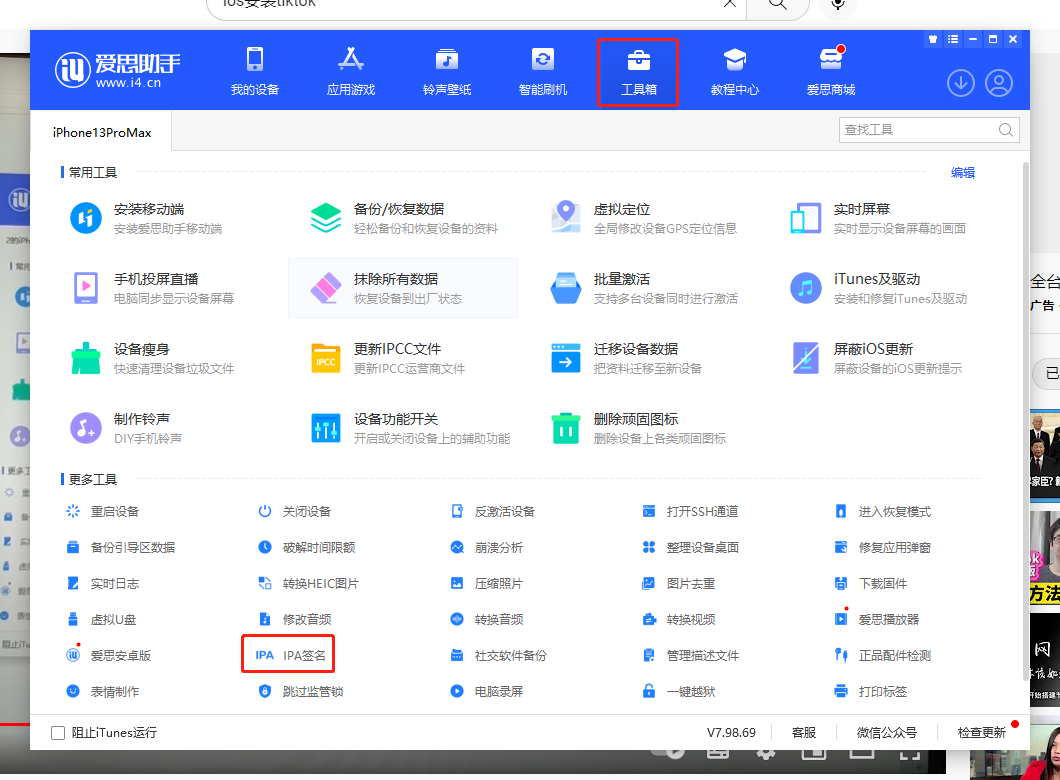 ios安装tiktok
爱思助手
www.i4.cn
我的设备 应用游戏 铃声壁纸 智能刷机 工具箱 教程中心 爱思商城
iPhone13ProMax
查找工具
常用工具
编辑
安装移动端 备份/恢复数据 虚拟定位 实时屏幕
安装爱思助手移动端 轻松备份和恢复设备的资料 全局修改设备GPS定位信息 实时显示设备屏幕的画面
手机投屏直播 抹除所有数据 批量激活 iTunes及驱动
电脑同步显示设备屏幕 恢复设备到出厂状态 支持多台设备同时进行激活 安装和修复iTunes及驱动
设备瘦身 更新IPCC文件 迁移设备数据 屏蔽iOS更新
快速清理设备垃圾文件 更新IPCC运营商文件 把资料迁移至新设备 屏蔽设备的iOS更新提示
IPCC
制作铃声 设备功能开关 删除顽固图标
DIY手机铃声 开启或关闭设备上的辅助功能 删除设备上各类顽固图标
更多工具
重启设备 关闭设备 反激活设备 打开SSH通道 进入恢复模式
备份引导区数据 破解时间限额 崩溃分析 整理设备桌面 修复应用弹窗
实时日志 转换HEIC图片 压缩照片 图片去重 下载固件
虚拟U盘 修改音频 转换音频 转换视频 爱思播放器
爱思安卓版 IPA IPA签名 社交软件备份 管理描述文件 正品配件检测
表情制作 跳过监管锁 电脑录屏 一键越狱 打印标签
阻止iTunes运行
V7.98.69 客服 微信公众号 检查更新
全台
广告
已
方法
网